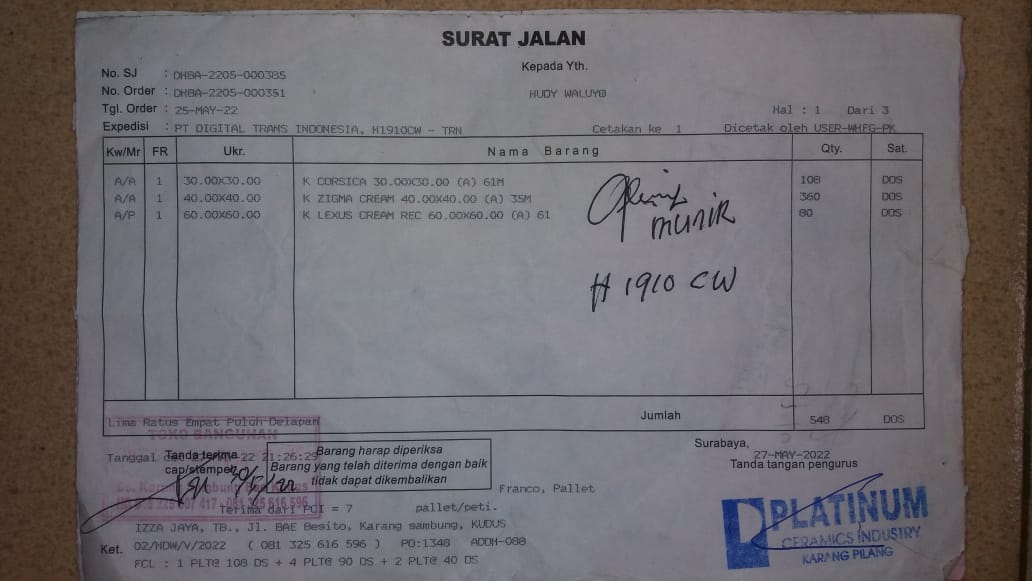 SURAT JALAN
Kepada Yth.
No. SJ : DHBA-2205-000385
No. Order : DHBA-2205-000351
HUDY WALUYO
Tgl. Order : 25-MAY-22
Hal : 1 Dari 3
Expedisi : PT DIGITAL TRANS INDONESIA, H1910CW - TRN Cetakan ke 1 Dicetak oleh USER-WHFG-PK
Kw/Mr FR Ukr. Nama Barang Qty. Sat.
A/A 1 30.00X30.00 K CORSICA 30.00X30.00 (A) 61M 108 DOS
A/A 1 40.00X40.00 K ZIGMA CREAM 40.00X40.00 (A) 35M 360 DOS
A/P 1 60.00X60.00 K LEXUS CREAM REC 60.00X60.00 (A) 61 80 DOS
MUNIR
H 1910 CW
Jumlah 548 DOS
Lima Ratus Empat Puluh Delapan
TOKO BANGUNAN
Surabaya,
27-MAY-2022
Tanda tangan pengurus
Tanggal 22 21:26:29
Tanda terima
cap/stempel
30/5/22
Barang harap diperiksa
Barang yang telah diterima dengan baik
tidak dapat dikembalikan
Franco, Pallet
081 325 616 596
Terima dari PCI = 7 pallet/peti.
IZZA JAYA, TB., Jl. BAE Besito, Karang sambung, KUDUS
Ket. 02/HDW/V/2022 ( 081 325 616 596 ) PO:1348 ADDH-088
FCL : 1 PLT@ 108 DS + 4 PLT@ 90 DS + 2 PLT@ 40 DS
PLATINUM
CERAMICS INDUSTRY
KARANG PILANG